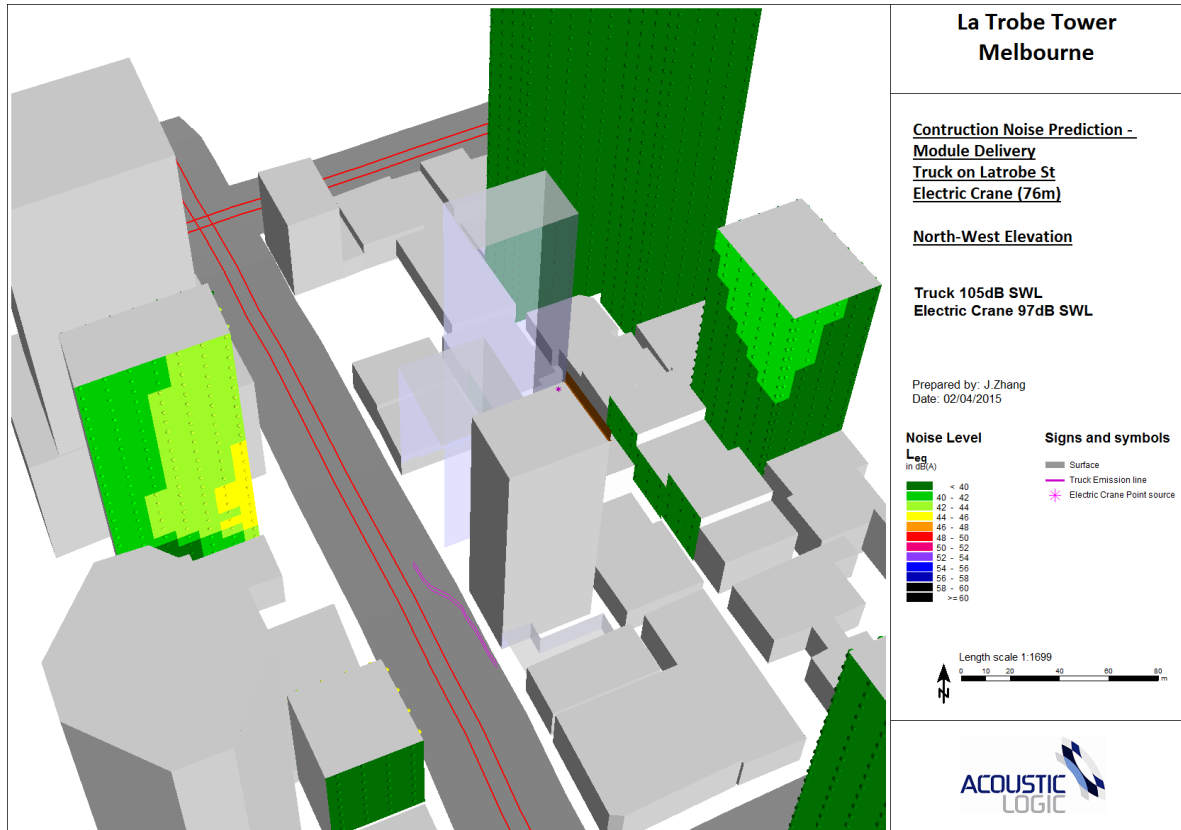 La Trobe Tower
Melbourne
Contruction Noise Prediction -
Module Delivery
Truck on Latrobe St
Electric Crane (76m)
North-West Elevation
Truck 105dB SWL
Electric Crane 97dB SWL
Prepared by: J.Zhang
Date: 02/04/2015
Noise Level
Leq
in dB(A)
< 40
40 - 42
42 - 44
44 - 46
46 - 48
48 - 50
50 - 52
52 - 54
54 - 56
56 - 58
58 - 60
>= 60
Signs and symbols
Surface
Truck Emission line
Electric Crane Point source
Length scale 1:1699
0 10 20 40 60 80
m
N
ACOUSTIC
LOGIC